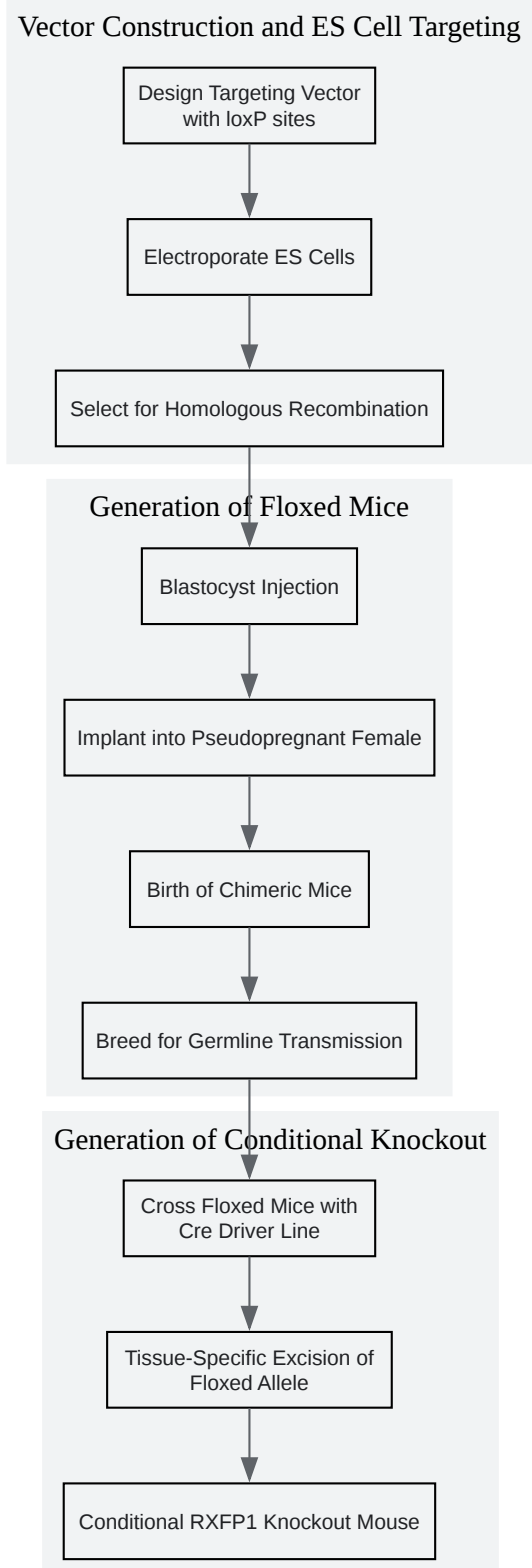 Vector Construction and ES Cell Targeting
Design Targeting Vector
with loxP sites
Electroporate ES Cells
Select for Homologous Recombination
Generation of Floxed Mice
Blastocyst Injection
Implant into Pseudopregnant Female
Birth of Chimeric Mice
Breed for Germline Transmission
Generation of Conditional Knockout
Cross Floxed Mice with
Cre Driver Line
Tissue-Specific Excision of
Floxed Allele
Conditional RXFP1 Knockout Mouse